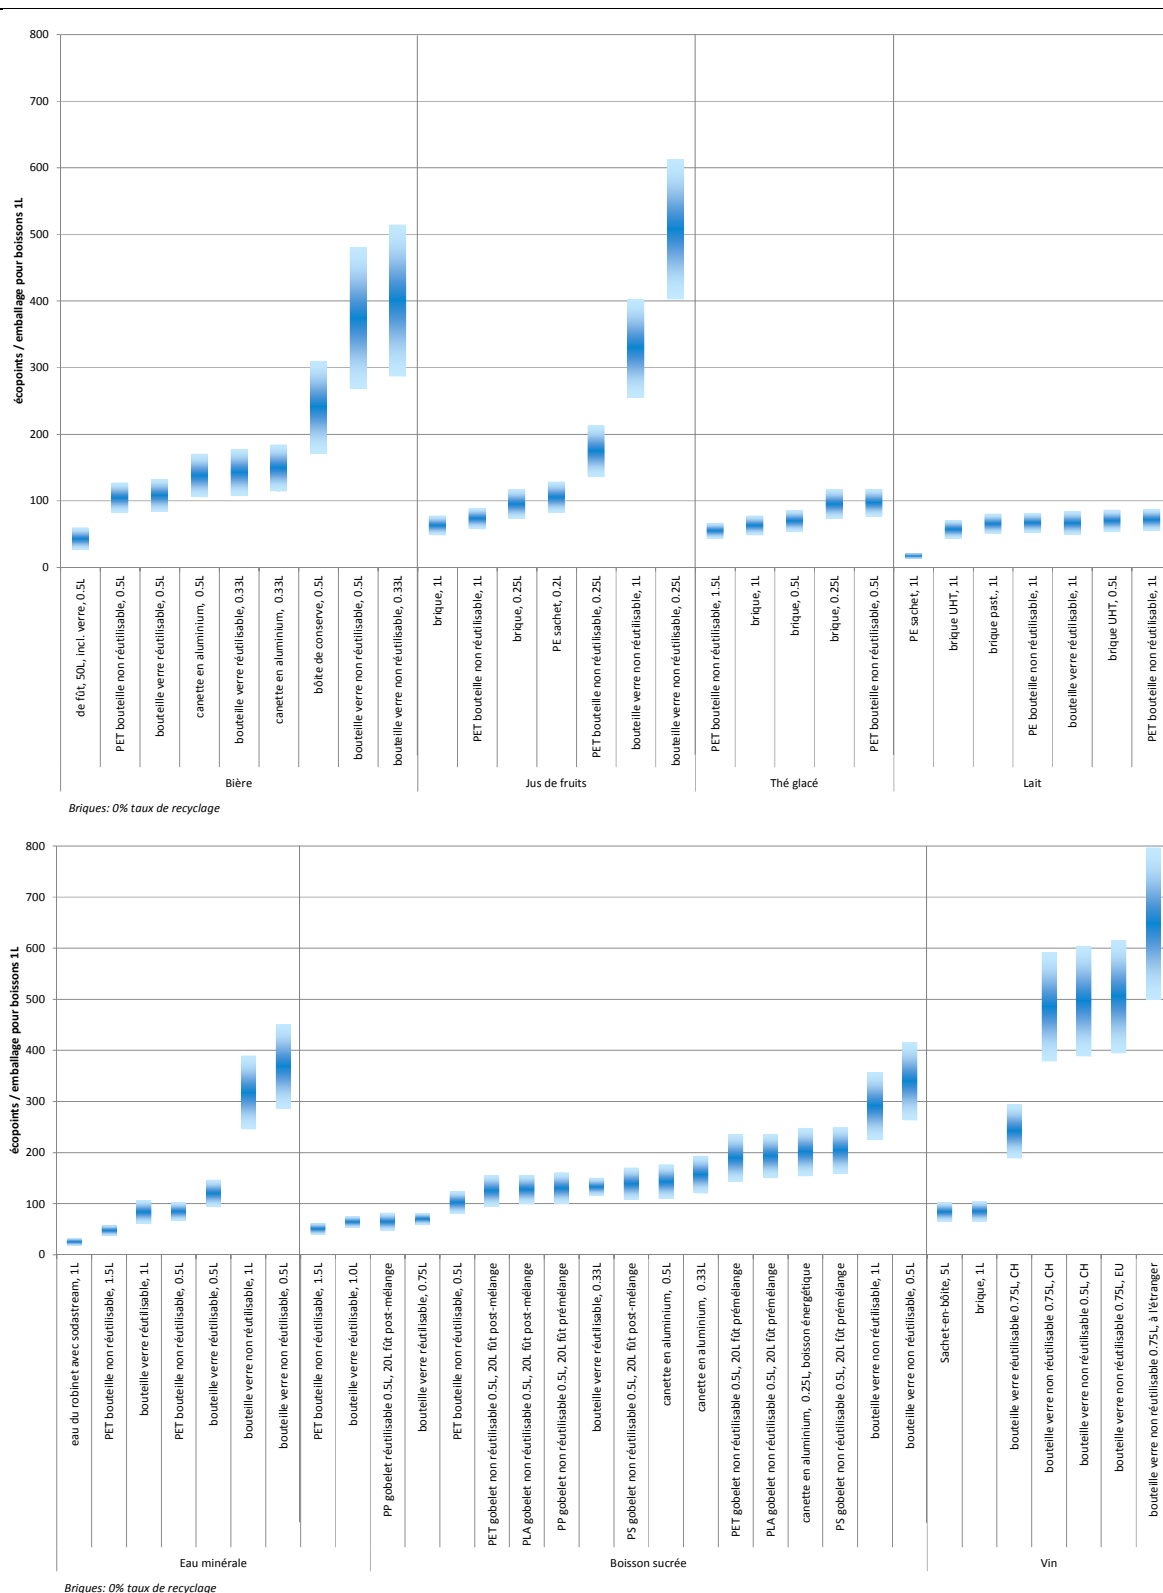 800
700
600
500
400
300
200
100
0
écopoints / emballage pour boissons 1L
de fût, 50L, incl. verre, 0.5L
PET bouteille non réutilisable, 0.5L
bouteille verre réutilisable, 0.5L
canette en aluminium, 0.5L
bouteille verre réutilisable, 0.33L
canette en aluminium, 0.33L
bôite de conserve, 0.5L
bouteille verre non réutilisable, 0.5L
bouteille verre non réutilisable, 0.33L
brique, 1L
PET bouteille non réutilisable, 1L
brique, 0.25L
PE sachet, 0.2L
PET bouteille non réutilisable, 0.25L
bouteille verre non réutilisable, 1L
bouteille verre non réutilisable, 0.25L
PET bouteille non réutilisable, 1.5L
brique, 1L
brique, 0.5L
brique, 0.25L
PET bouteille non réutilisable, 0.5L
PE sachet, 1L
brique UHT, 1L
brique past., 1L
PE bouteille non réutilisable, 1L
bouteille verre réutilisable, 1L
brique UHT, 0.5L
PET bouteille non réutilisable, 1L
Bière
Jus de fruits
Thé glacé
Lait
Briques: 0% taux de recyclage
800
700
600
500
400
300
200
100
0
écopoints / emballage pour boissons 1L
eau du robinet avec sodastream, 1L
PET bouteille non réutilisable, 1.5L
bouteille verre réutilisable, 1L
PET bouteille non réutilisable, 0.5L
bouteille verre réutilisable, 0.5L
bouteille verre non réutilisable, 1L
bouteille verre non réutilisable, 0.5L
PET bouteille non réutilisable, 1.5L
bouteille verre réutilisable, 1.0L
PP gobelet réutilisable 0.5L, 20L fût post-mélange
bouteille verre réutilisable, 0.75L
PET bouteille non réutilisable, 0.5L
PET gobelet non réutilisable 0.5L, 20L fût post-mélange
PLA gobelet non réutilisable 0.5L, 20L fût post-mélange
PP gobelet non réutilisable 0.5L, 20L fût prémélange
bouteille verre réutilisable, 0.33L
PS gobelet non réutilisable 0.5L, 20L fût post-mélange
canette en aluminium, 0.5L
canette en aluminium, 0.33L
PET gobelet non réutilisable 0.5L, 20L fût prémélange
PLA gobelet non réutilisable 0.5L, 20L fût prémélange
canette en aluminium, 0.25L, boisson énergétique
PS gobelet non réutilisable 0.5L, 20L fût prémélange
bouteille verre non réutilisable, 1L
bouteille verre non réutilisable, 0.5L
Sachet-en-bôite, 5L
brique, 1L
bouteille verre réutilisable 0.75L, CH
bouteille verre non réutilisable 0.75L, CH
bouteille verre non réutilisable 0.5L, CH
bouteille verre non réutilisable 0.75L, EU
bouteille verre non réutilisable 0.75L, à l'étranger
Eau minérale
Boisson sucrée
Vin
Briques: 0% taux de recyclage